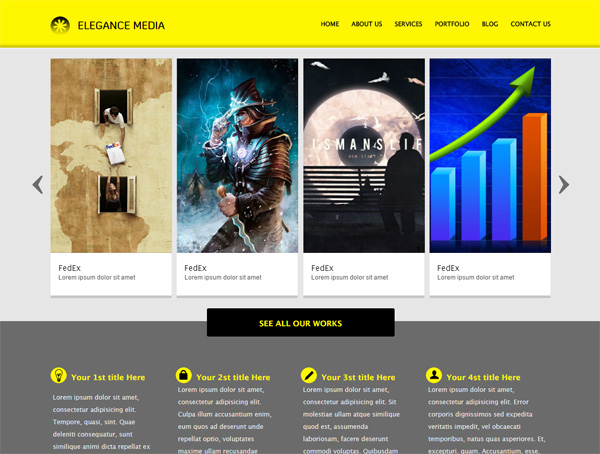 ELEGANCE MEDIA
HOME ABOUT US SERVICES PORTFOLIO BLOG CONTACT US
ISMANSLIF
FedEx
Lorem ipsum dolor sit amet
FedEx
Lorem ipsum dolor sit amet
FedEx
Lorem ipsum dolor sit amet
FedEx
Lorem ipsum dolor sit amet
SEE ALL OUR WORKS
Your 1st title Here
Lorem ipsum dolor sit amet,
consectetur adipisicing elit.
Tempore, quasi, sint. Quae
deleniti consequatur, sunt
similique animi dicta repellat ex
Your 2st title Here
Lorem ipsum dolor sit amet,
consectetur adipisicing elit.
Culpa illum accusantium enim,
eum quos ad deserunt unde
repellat optio, voluptates
maxime ullam recusandae
Your 3st title Here
Lorem ipsum dolor sit amet,
consectetur adipisicing elit. Sit
molestiae ullam atque similique
quod est, assumenda
laboriosam, facere deserunt
commodi voluptates. Quibusdam
Your 4st title Here
Lorem ipsum dolor sit amet,
consectetur adipisicing elit. Error
corporis dignissimos sed expedita
veritatis impedit, vel obcaecati
temporibus, natus quas asperiores. Et,
excepturi, quam. Accusantium, esse,